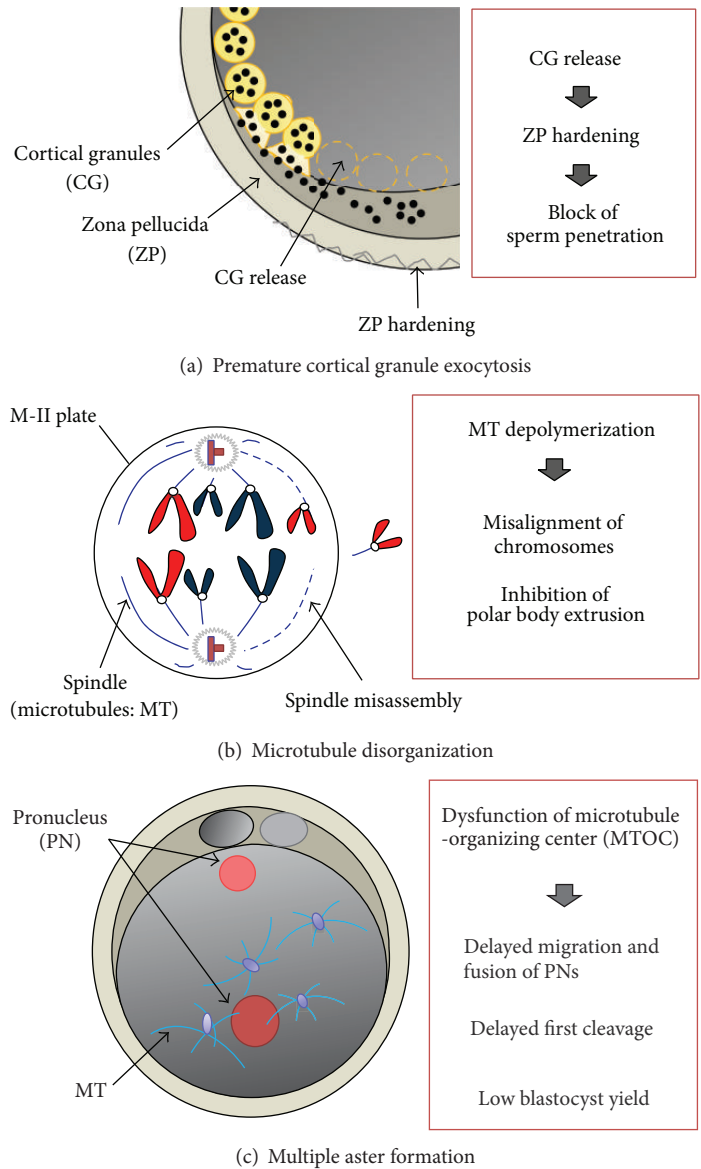 Cortical granules
(CG)
Zona pellucida
(ZP)
CG release
ZP hardening
CG release
ZP hardening
Block of
sperm penetration
(a) Premature cortical granule exocytosis
M-II plate
Spindle
(microtubules: MT)
Spindle misassembly
MT depolymerization
Misalignment of
chromosomes
Inhibition of
polar body extrusion
(b) Microtubule disorganization
Pronucleus
(PN)
MT
Dysfunction of microtubule
-organizing center (MTOC)
Delayed migration and
fusion of PNs
Delayed first cleavage
Low blastocyst yield
(c) Multiple aster formation